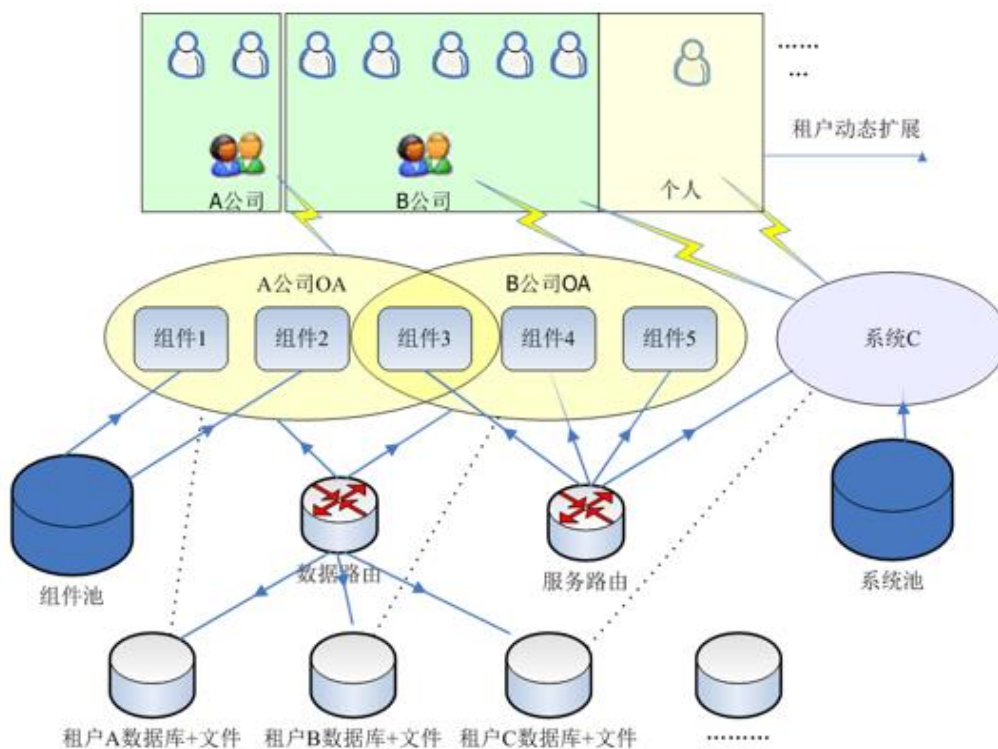 ……
…
租户动态扩展
A公司
B公司
个人
A公司OA
B公司OA
组件1
组件2
组件3
组件4
组件5
系统C
组件池
数据路由
服务路由
系统池
租户A数据库+文件
租户B数据库+文件
租户C数据库+文件
………